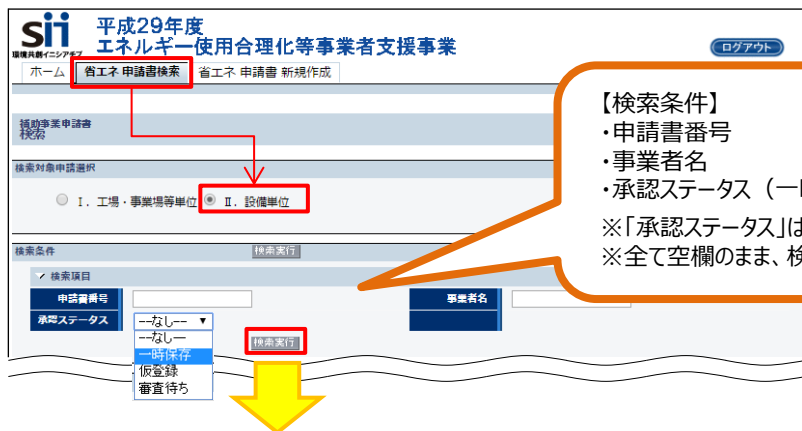 sii 平成29年度
環境共創イニシアチブ エネルギー使用合理化等事業者支援事業
ログアウト
ホーム 省エネ 申請書検索 省エネ 申請書 新規作成
補助事業申請書
検索
検索対象申請選択
Ⅰ. 工場・事業場等単位 Ⅱ. 設備単位
検索条件 検索実行
検索項目
申請書番号 事業者名
承認ステータス --なし--
--なし--
一時保存
仮登録
審査待ち
検索実行
【検索条件】
・申請書番号
・事業者名
・承認ステータス（一
※「承認ステータス」は
※全て空欄のまま、検